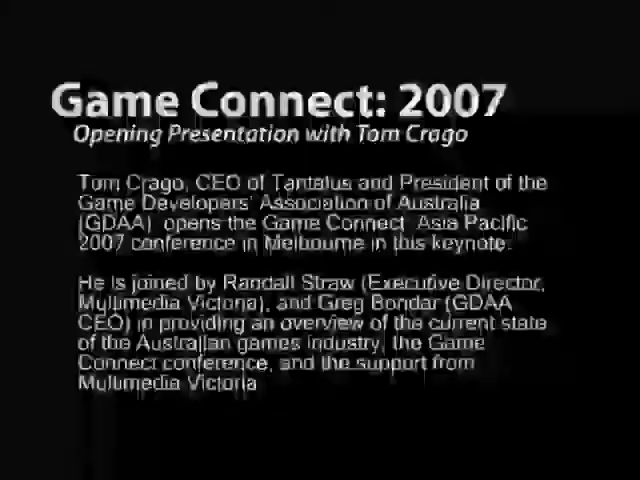 Game Connect: 2007
Opening Presentation with Tom Crago
Tom Crago, CEO of Tantalus and President of the
Game Developers' Association of Australia
(GDAA) opens the Game Connect Asia Pacific
2007 conference in Melbourne in this keynote.
He is joined by Randall Straw (Executive Director,
Multimedia Victoria), and Greg Bondar (GDAA
CEO) in providing an overview of the current state
of the Australian games industry, the Game
Connect conference, and the support from
Multimedia Victoria